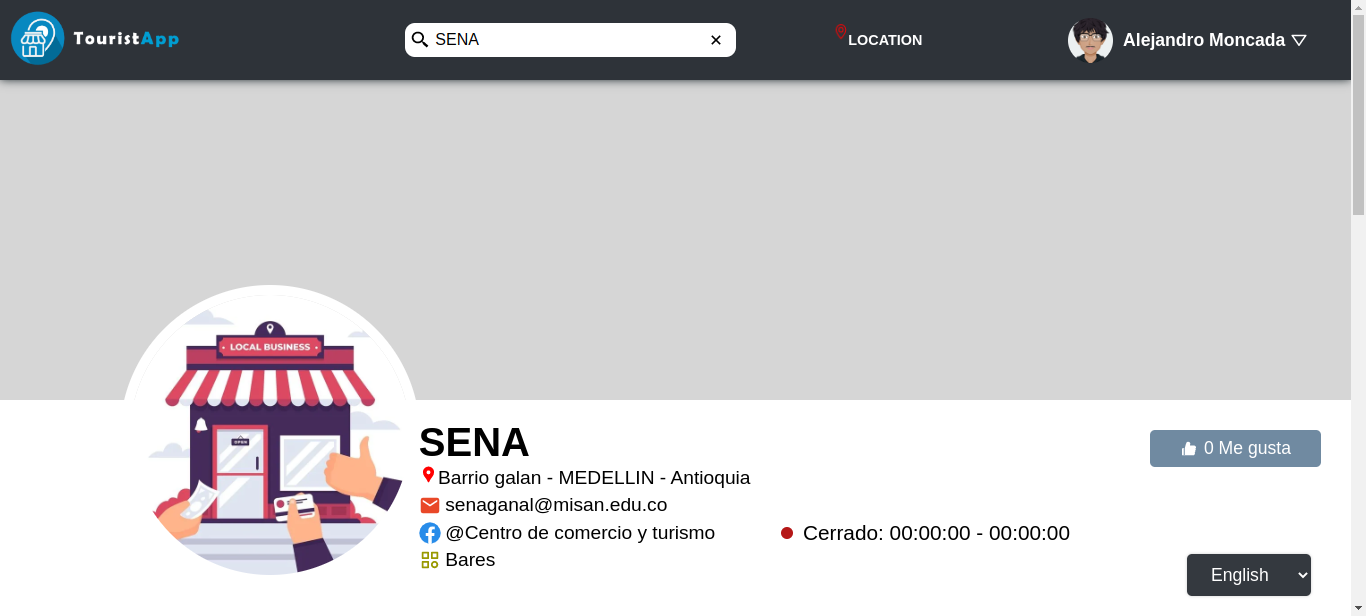 TouristApp
SENA
LOCATION
Alejandro Moncada
LOCAL BUSINESS
OPEN
SENA
Barrio galan - MEDELLIN - Antioquia
senaganal@misan.edu.co
@Centro de comercio y turismo
Bares
0 Me gusta
Cerrado: 00:00:00 - 00:00:00
English